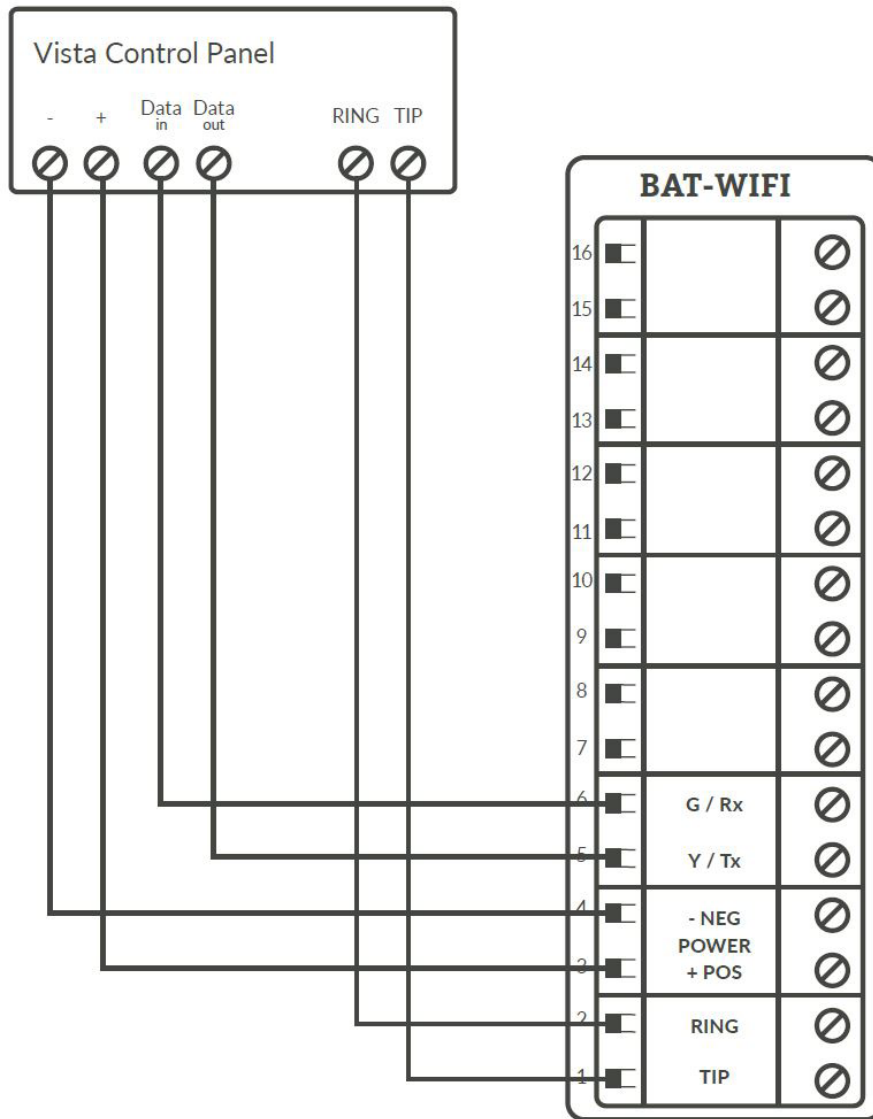 Vista Control Panel
- + Data in Data out RING TIP
BAT-WIFI
16
15
14
13
12
11
10
9
8
7
6 G / Rx
5 Y / Tx
4 - NEG
POWER
3 + POS
2 RING
1 TIP